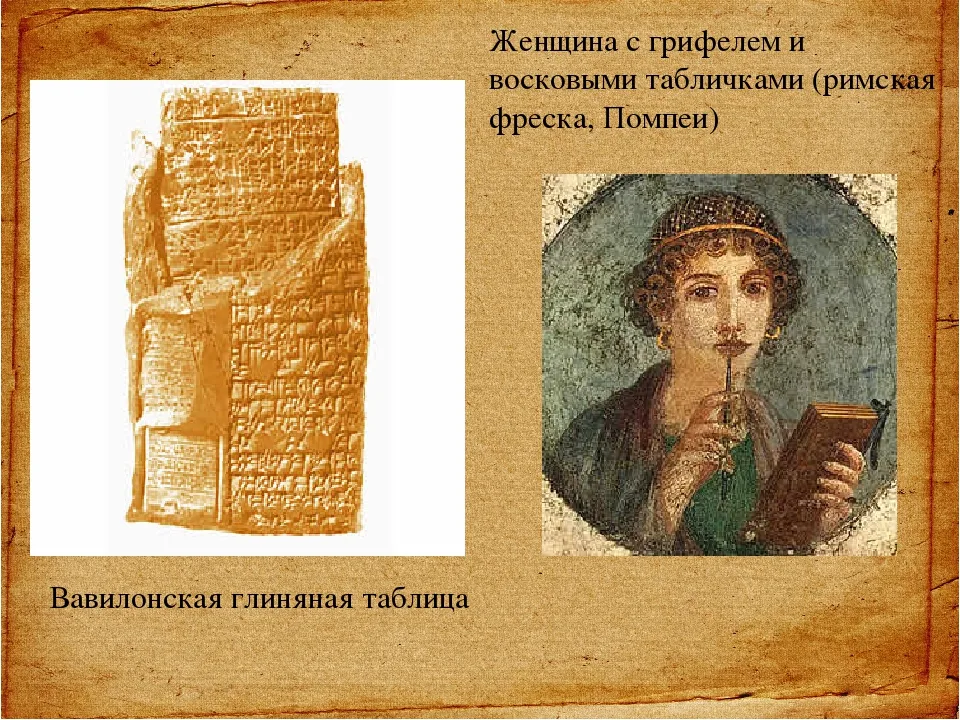 Женщина с грифелем и
восковыми табличками (римская
фреска, Помпеи)
Вавилонская глиняная таблица